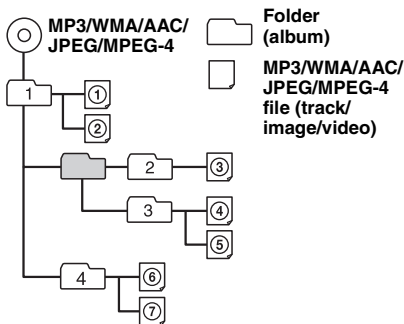 MP3/WMA/AAC/
JPEG/MPEG-4
Folder
(album)
MP3/WMA/AAC/
JPEG/MPEG-4
file (track/
image/video)
1
①
②
2
③
3
④
⑤
4
⑥
⑦